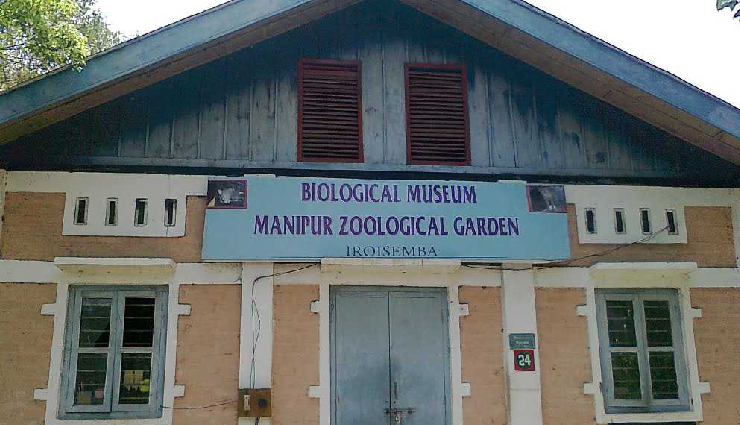 BIOLOGICAL MUSEUM
MANIPUR ZOOLOGICAL GARDEN
IROISEMBA
24